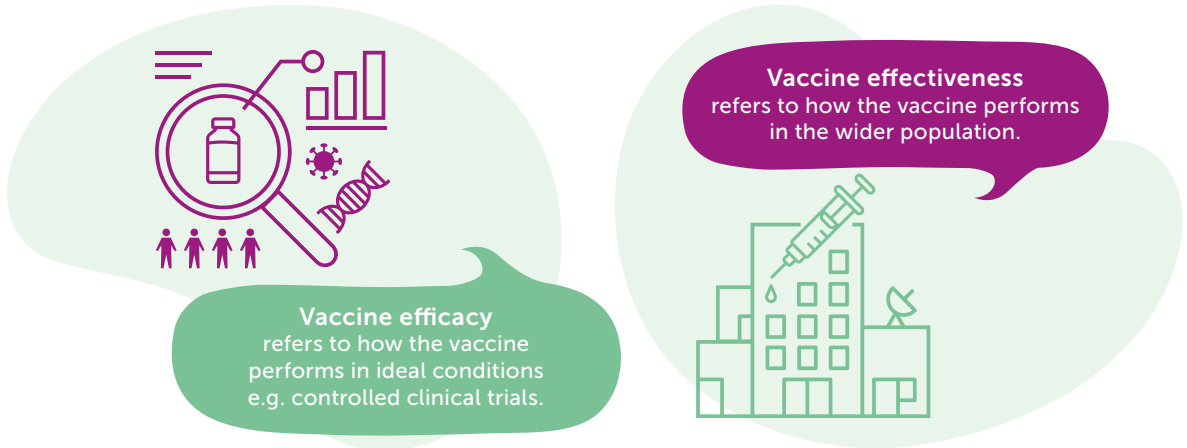 Vaccine efficacy
refers to how the vaccine
performs in ideal conditions
e.g. controlled clinical trials.
Vaccine effectiveness
refers to how the vaccine performs
in the wider population.